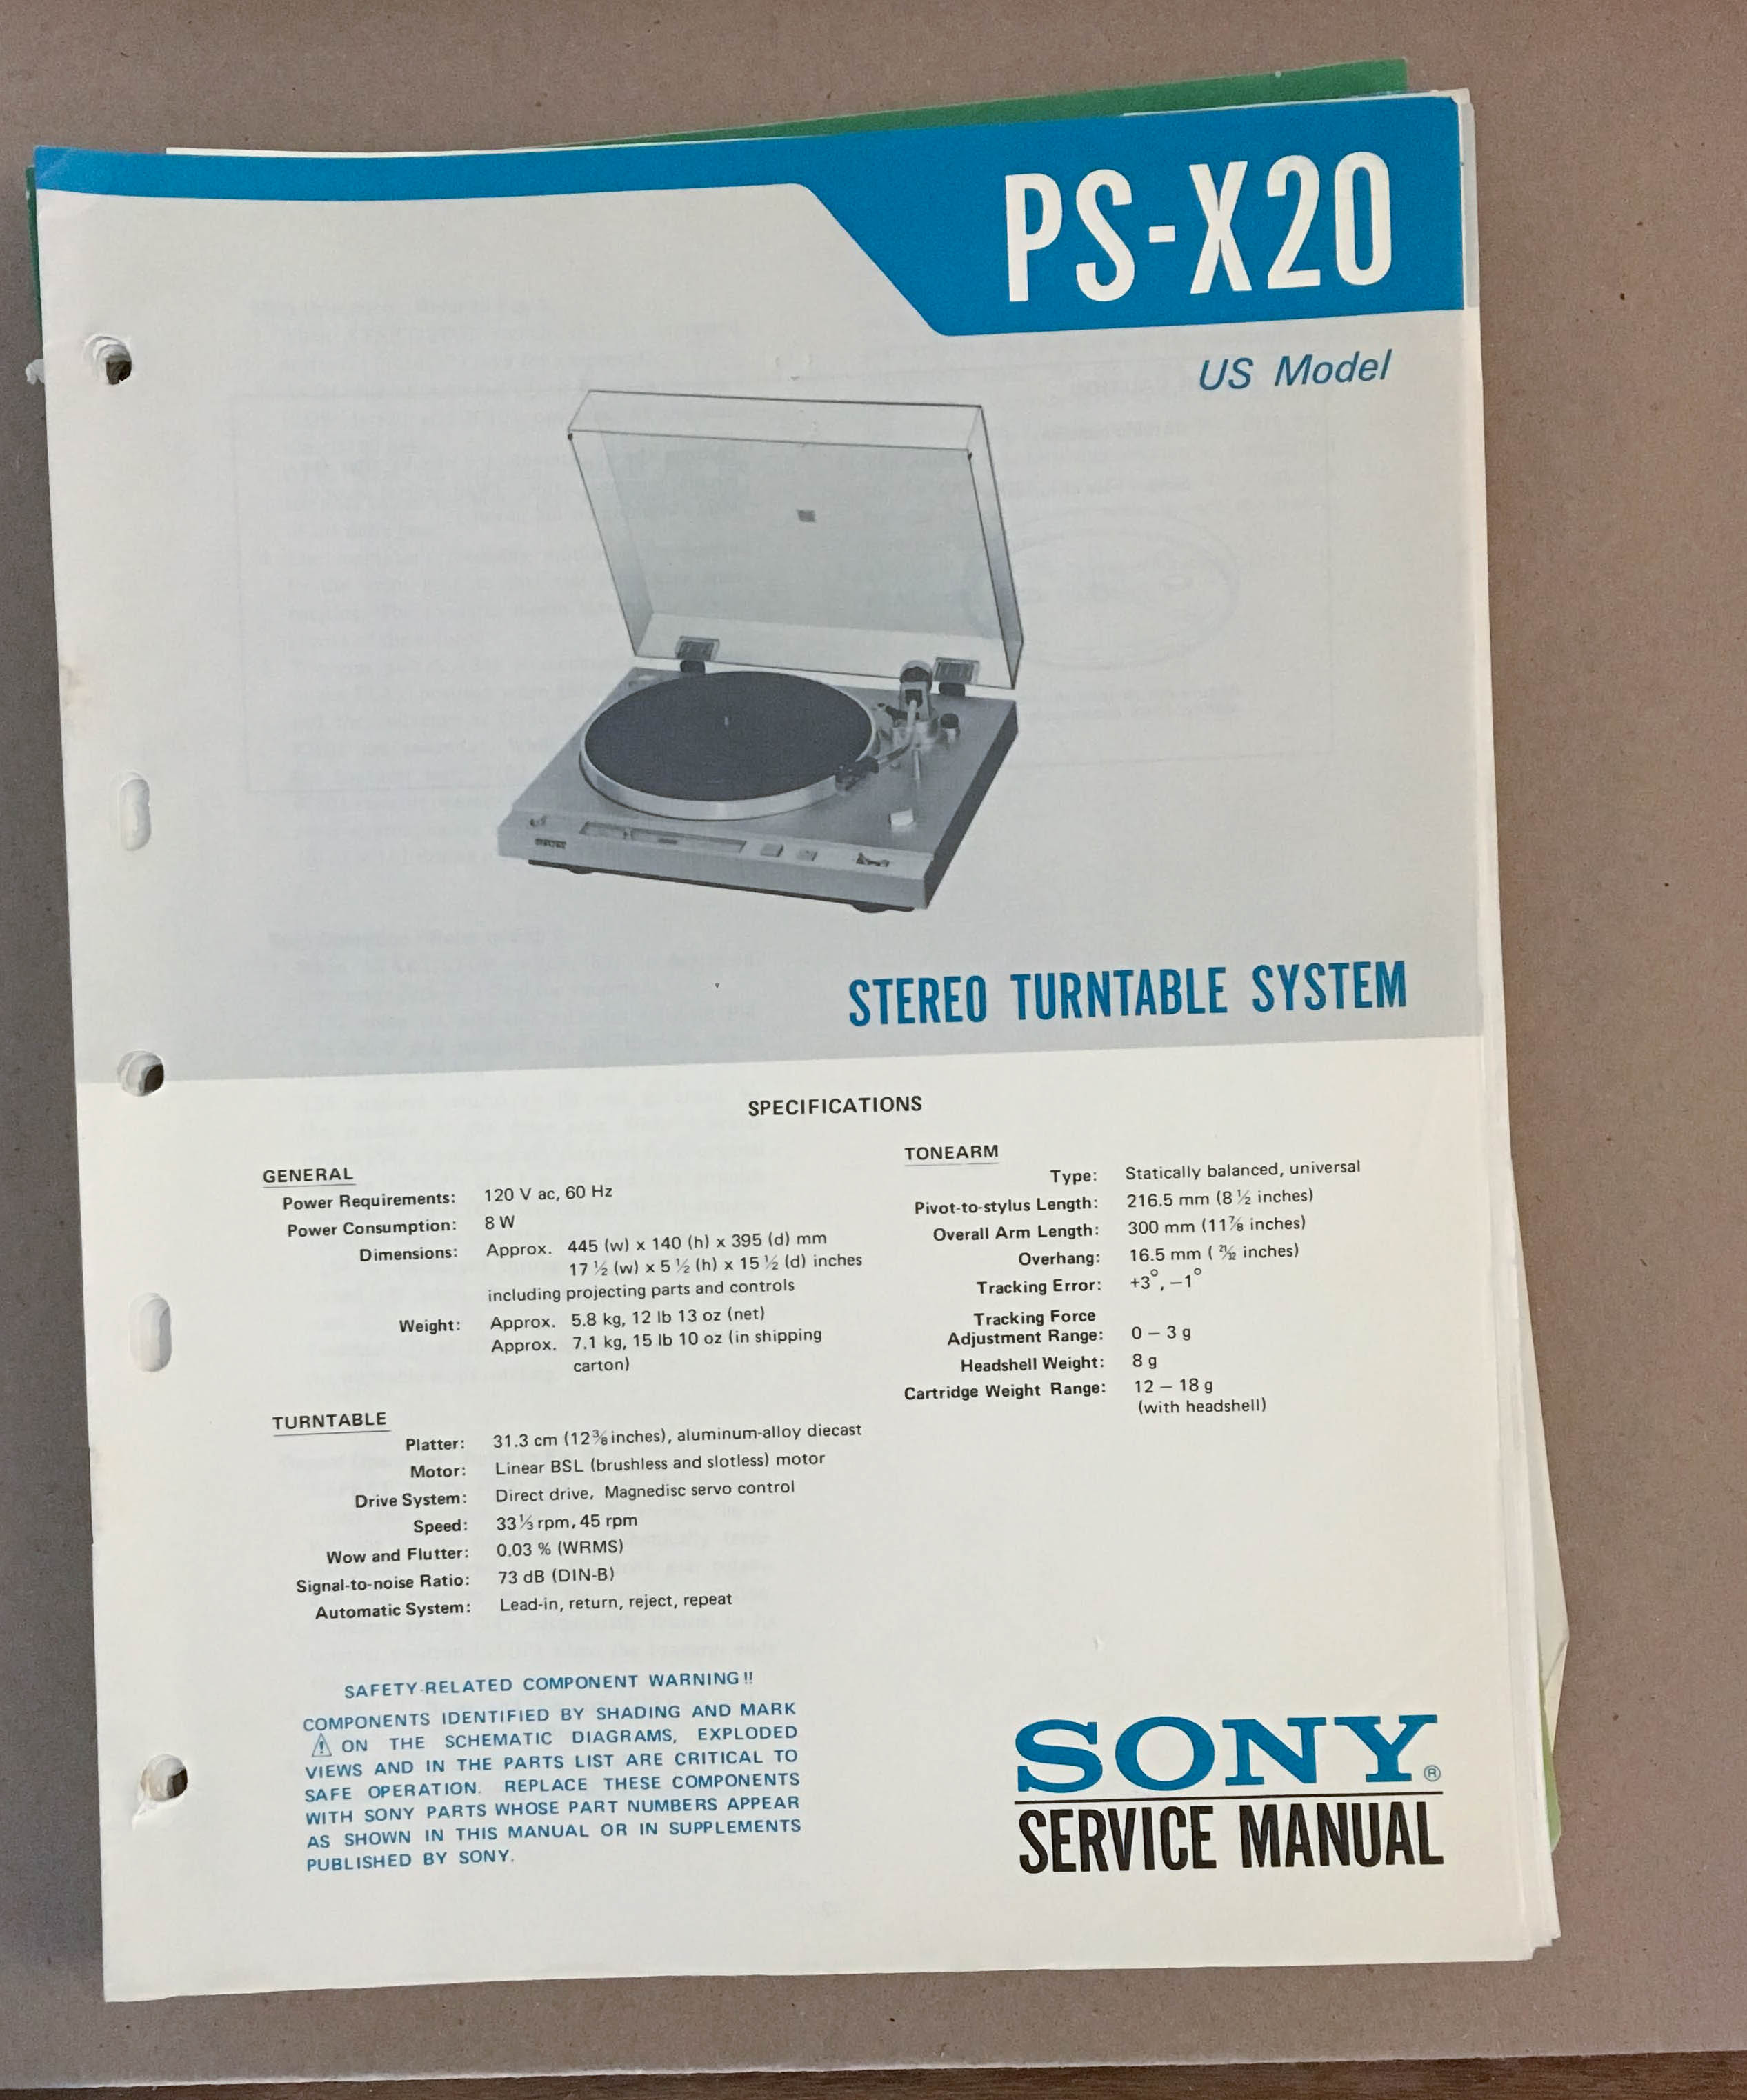 PS-X20
US Model
STEREO TURNTABLE SYSTEM
SPECIFICATIONS
GENERAL
Power Requirements: 120 V ac, 60 Hz
Power Consumption: 8 W
Dimensions: Approx. 445 (w) x 140 (h) x 395 (d) mm
17 ½ (w) x 5 ½ (h) x 15 ½ (d) inches
including projecting parts and controls
Weight: Approx. 5.8 kg, 12 lb 13 oz (net)
Approx. 7.1 kg, 15 lb 10 oz (in shipping
carton)
TURNTABLE
Platter: 31.3 cm (12⅜ inches), aluminum-alloy diecast
Motor: Linear BSL (brushless and slotless) motor
Drive System: Direct drive, Magnedisc servo control
Speed: 33⅓ rpm, 45 rpm
Wow and Flutter: 0.03 % (WRMS)
Signal-to-noise Ratio: 73 dB (DIN-B)
Automatic System: Lead-in, return, reject, repeat
TONEARM
Type: Statically balanced, universal
Pivot-to-stylus Length: 216.5 mm (8 ½ inches)
Overall Arm Length: 300 mm (11⅞ inches)
Overhang: 16.5 mm ( 21/32 inches)
Tracking Error: +3°, −1°
Tracking Force
Adjustment Range: 0 – 3 g
Headshell Weight: 8 g
Cartridge Weight Range: 12 – 18 g
(with headshell)
SAFETY-RELATED COMPONENT WARNING!!
COMPONENTS IDENTIFIED BY SHADING AND MARK
⚠ ON THE SCHEMATIC DIAGRAMS, EXPLODED
VIEWS AND IN THE PARTS LIST ARE CRITICAL TO
SAFE OPERATION. REPLACE THESE COMPONENTS
WITH SONY PARTS WHOSE PART NUMBERS APPEAR
AS SHOWN IN THIS MANUAL OR IN SUPPLEMENTS
PUBLISHED BY SONY.
SONY®
SERVICE MANUAL